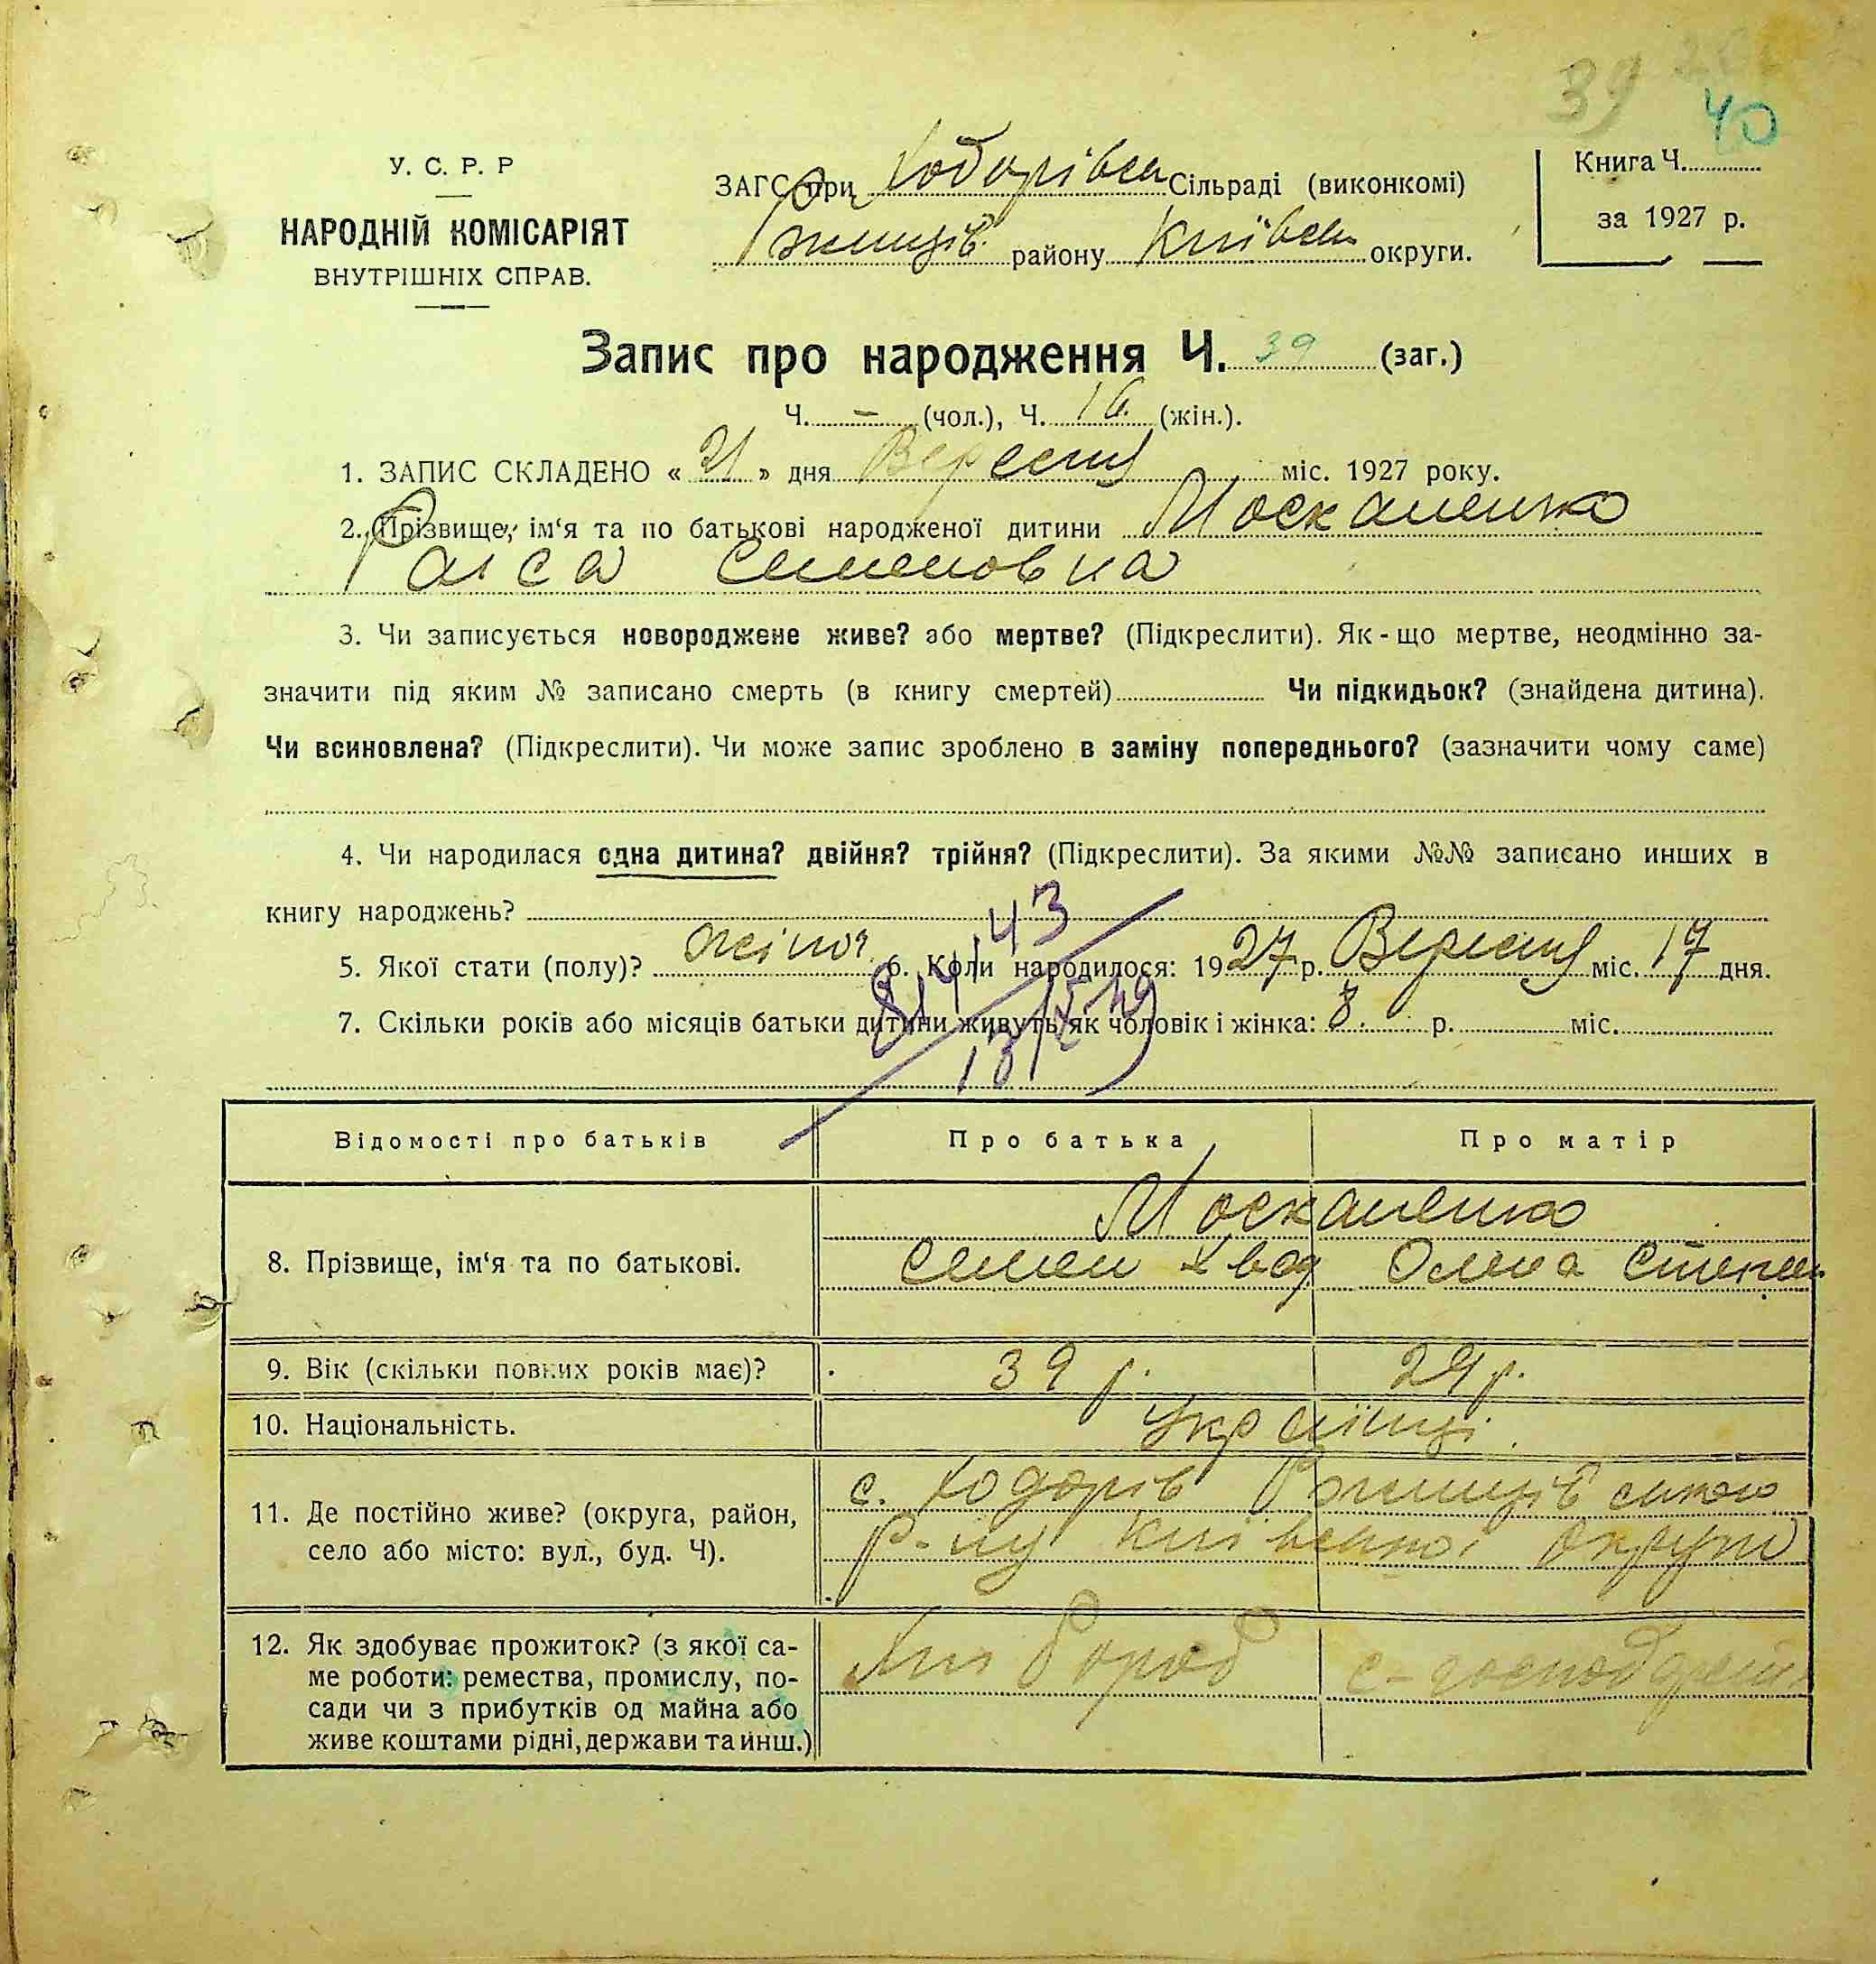 39
40
У. С. Р. Р
НАРОДНІЙ КОМІСАРІЯТ
ВНУТРІШНІХ СПРАВ.
ЗАГС при Ходорівськ Сільраді (виконкомі)
Ржищів. району Київськ округи.
Книга Ч.
за 1927 р.
Запис про народження Ч. 39 (заг.)
Ч. – (чол.), Ч. 16. (жін.).
1. ЗАПИС СКЛАДЕНО « 21 » дня Вересня міс. 1927 року.
2. Прізвище, ім‘я та по батькові народженої дитини Москаленко
Раїса Семеновна
3. Чи записується новороджене живе? або мертве? (Підкреслити). Як-що мертве, неодмінно за-
значити під яким № записано смерть (в книгу смертей) Чи підкидьок? (знайдена дитина).
Чи всиновлена? (Підкреслити). Чи може запис зроблено в заміну попереднього? (зазначити чому саме)
4. Чи народилася одна дитина? двійня? трійня? (Підкреслити). За якими №№ записано инших в
книгу народжень?
5. Якої стати (полу)? жіноч. 6. Коли народилося: 1927 р. Вересня міс. 17 дня.
7. Скільки років або місяців батьки дитини живуть як чоловік і жінка: 8. р. міс.
Відомості про батьків Про батька Про матір
8. Прізвище, ім‘я та по батькові.
Москаленко
Семен Хвед Олена Степан
9. Вік (скільки повних років має)? 39 р. 29 р.
10. Національність. Українці.
11. Де постійно живе? (округа, район,
село або місто: вул., буд. Ч).
с. Ходорів Ржищівського
р-ну Київської округи
12. Як здобуває прожиток? (з якої са-
ме роботи: ремества, промислу, по-
сади чи з прибутків од майна або
живе коштами рідні, держави та инш.)